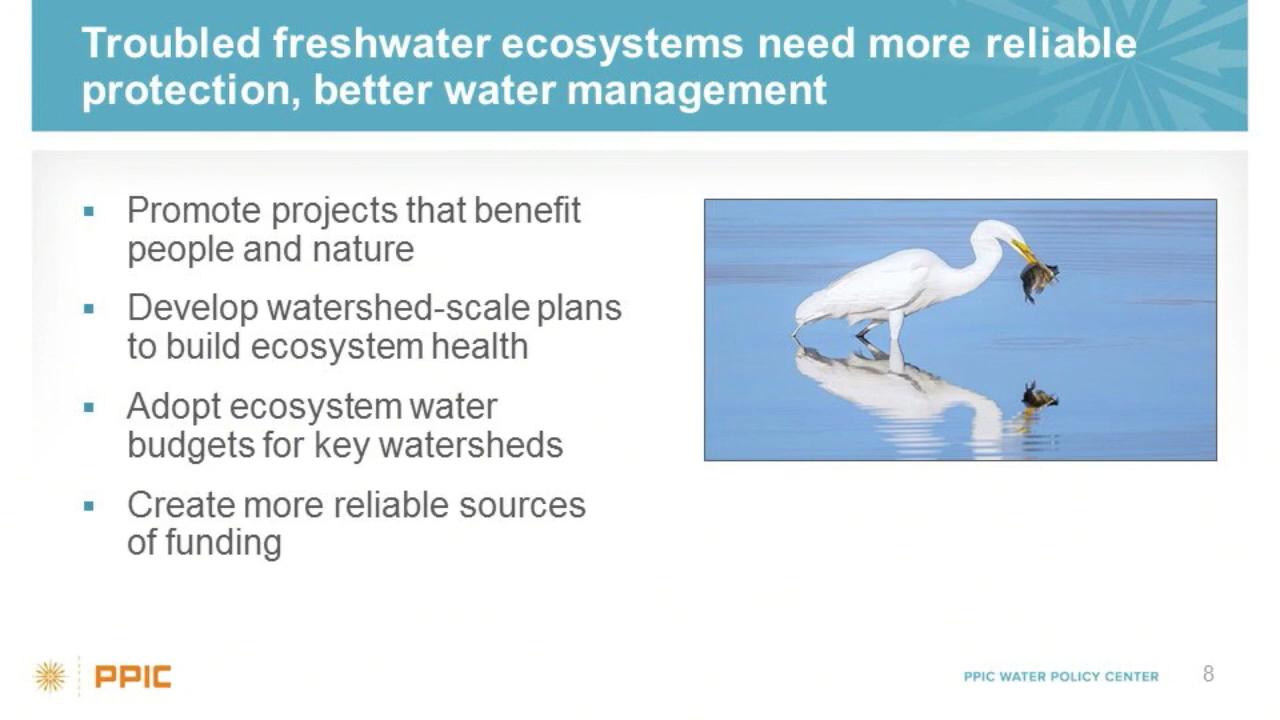 Troubled freshwater ecosystems need more reliable
protection, better water management
Promote projects that benefit
people and nature
Develop watershed-scale plans
to build ecosystem health
Adopt ecosystem water
budgets for key watersheds
Create more reliable sources
of funding
PPIC
PPIC WATER POLICY CENTER
8